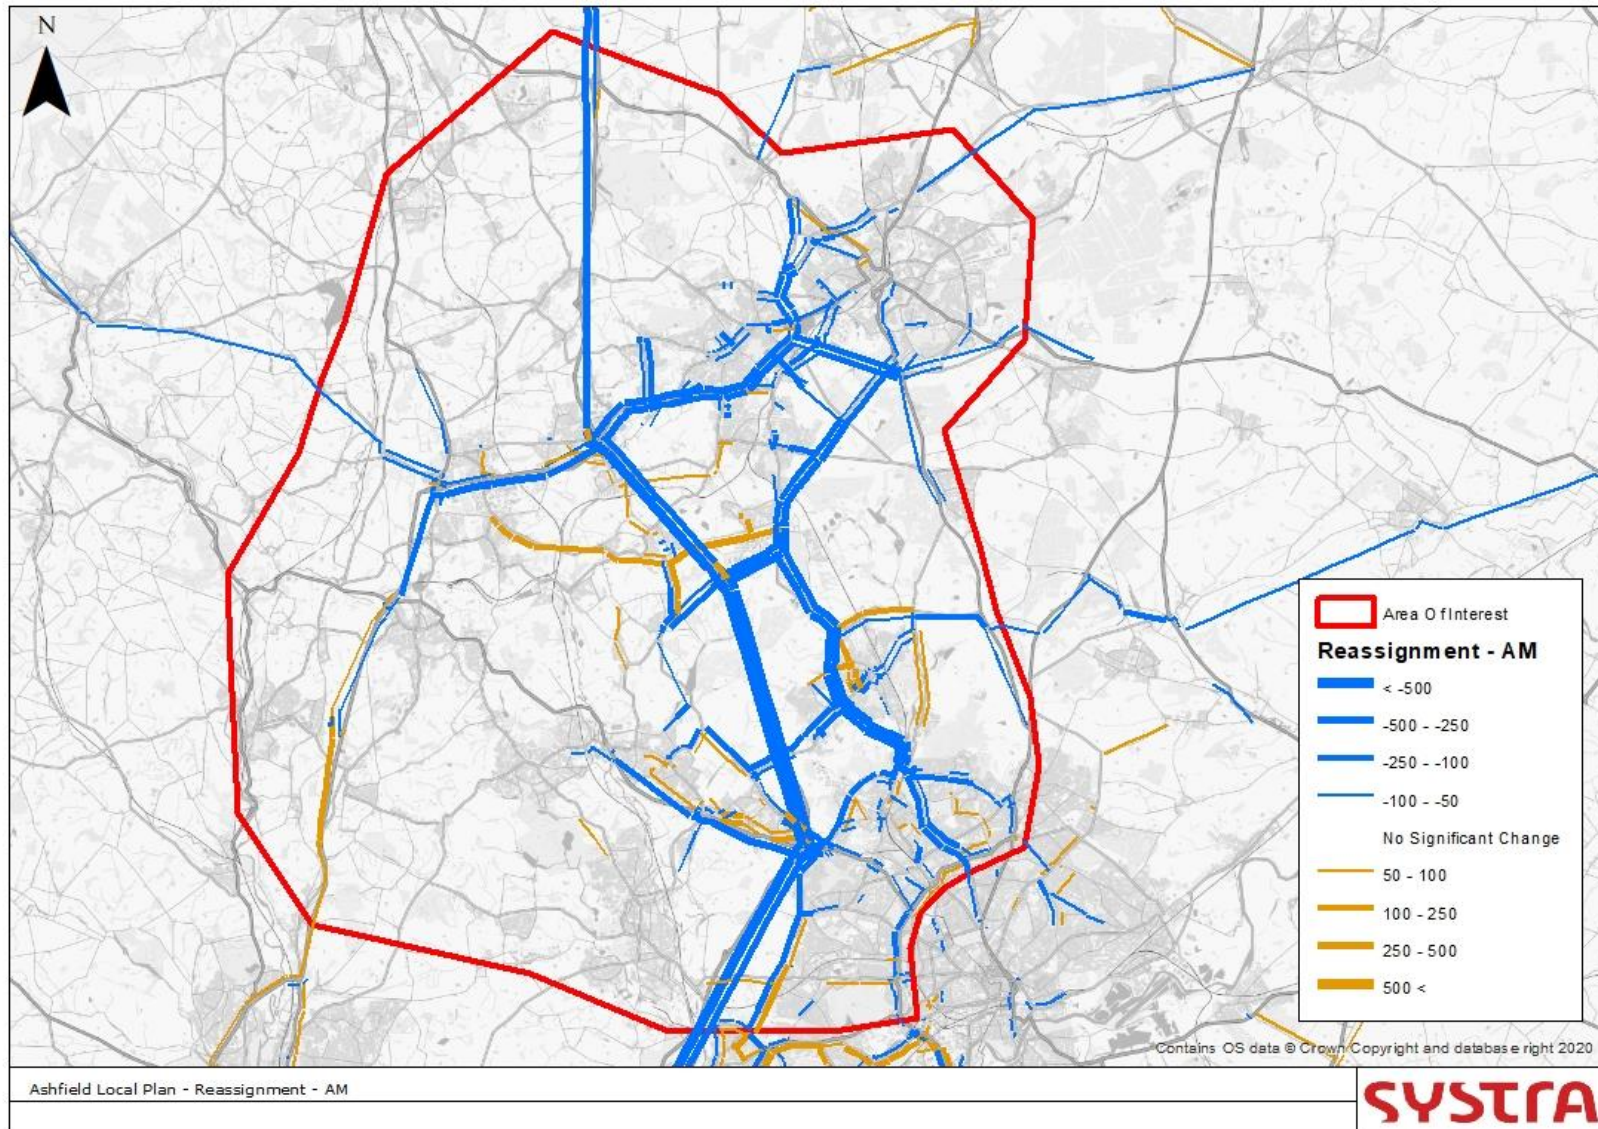 N
Area Of Interest
Reassignment - AM
< -500
-500 - -250
-250 - -100
-100 - -50
No Significant Change
50 - 100
100 - 250
250 - 500
500 <
Contains OS data © Crown Copyright and database right 2020
Ashfield Local Plan - Reassignment - AM
SYSTRA